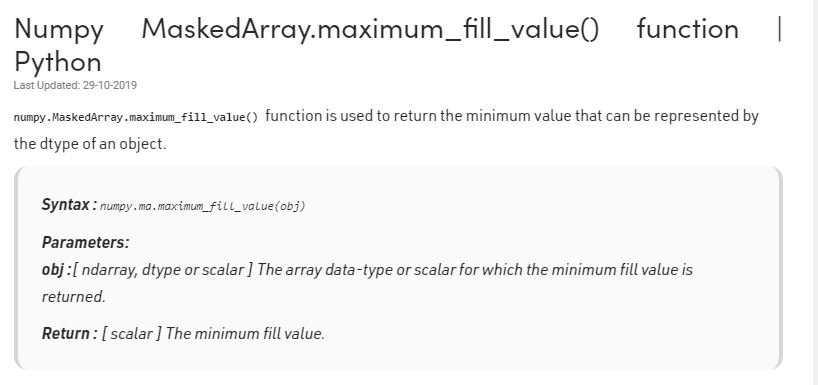 Numpy MaskedArray.maximum_fill_value() function |
Python
Last Updated: 29-10-2019
numpy.MaskedArray.maximum_fill_value() function is used to return the minimum value that can be represented by
the dtype of an object.
Syntax : numpy.ma.maximum_fill_value(obj)
Parameters:
obj :[ ndarray, dtype or scalar ] The array data-type or scalar for which the minimum fill value is
returned.
Return : [ scalar ] The minimum fill value.